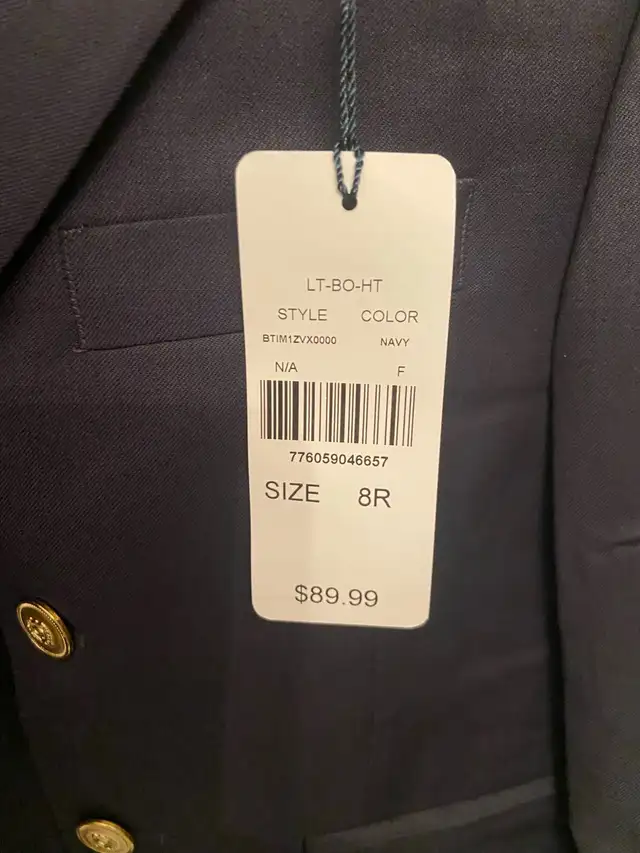 LT-BO-HT
STYLE COLOR
BTIM1ZVX0000 NAVY
N/A F
776059046657
SIZE 8R
$89.99